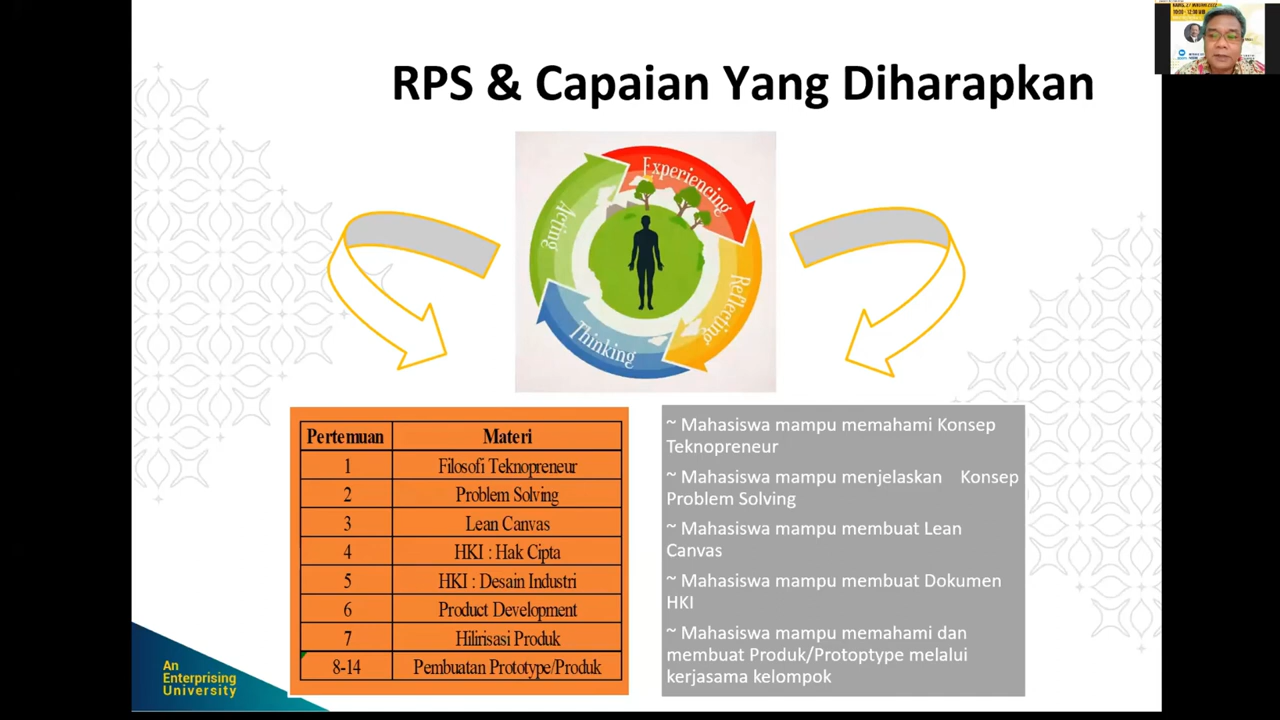 RPS & Capaian Yang Diharapkan
Experiencing
Acting
Reflecting
Thinking
Pertemuan Materi
1 Filosofi Teknopreneur
2 Problem Solving
3 Lean Canvas
4 HKI : Hak Cipta
5 HKI : Desain Industri
6 Product Development
7 Hilirisasi Produk
8-14 Pembuatan Prototype/Produk
~ Mahasiswa mampu memahami Konsep
Teknopreneur
~ Mahasiswa mampu menjelaskan Konsep
Problem Solving
~ Mahasiswa mampu membuat Lean
Canvas
~ Mahasiswa mampu membuat Dokumen
HKI
~ Mahasiswa mampu memahami dan
membuat Produk/Protoptype melalui
kerjasama kelompok
An
Enterprising
University